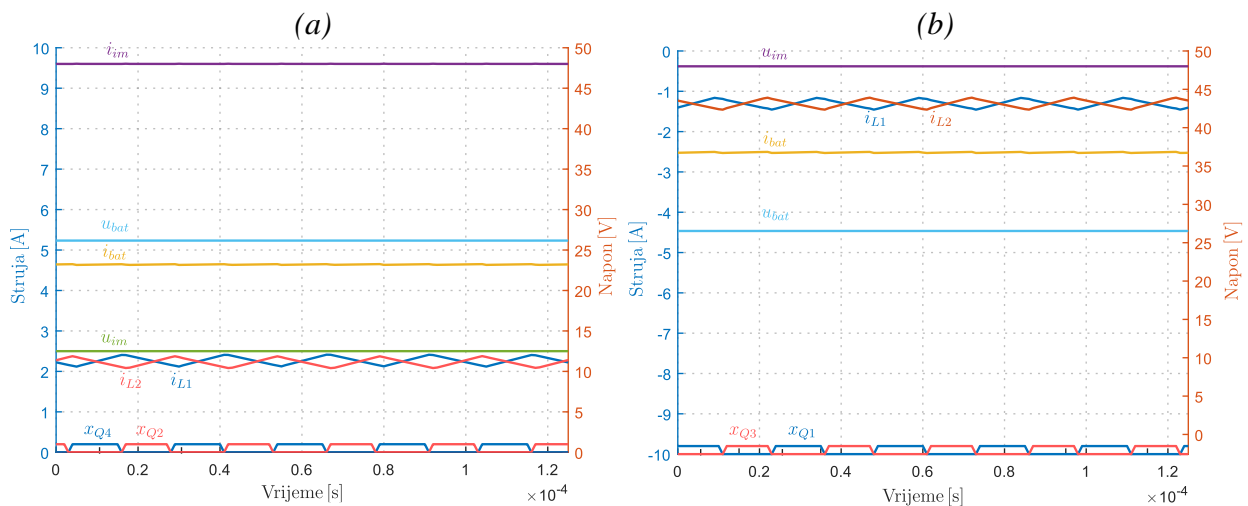 (a)
i_im
u_bat
i_bat
u_im
i_L2 i_L1
x_Q4 x_Q2
10
9
8
7
6
5
4
3
2
1
0
Struja [A]
50
45
40
35
30
25
20
15
10
5
0
Napon [V]
0 0.2 0.4 0.6 0.8 1 1.2
×10⁻⁴
Vrijeme [s]
(b)
u_im
i_L1 i_L2
i_bat
u_bat
x_Q3 x_Q1
0
-1
-2
-3
-4
-5
-6
-7
-8
-9
-10
Struja [A]
50
45
40
35
30
25
20
15
10
5
0
Napon [V]
0 0.2 0.4 0.6 0.8 1 1.2
×10⁻⁴
Vrijeme [s]